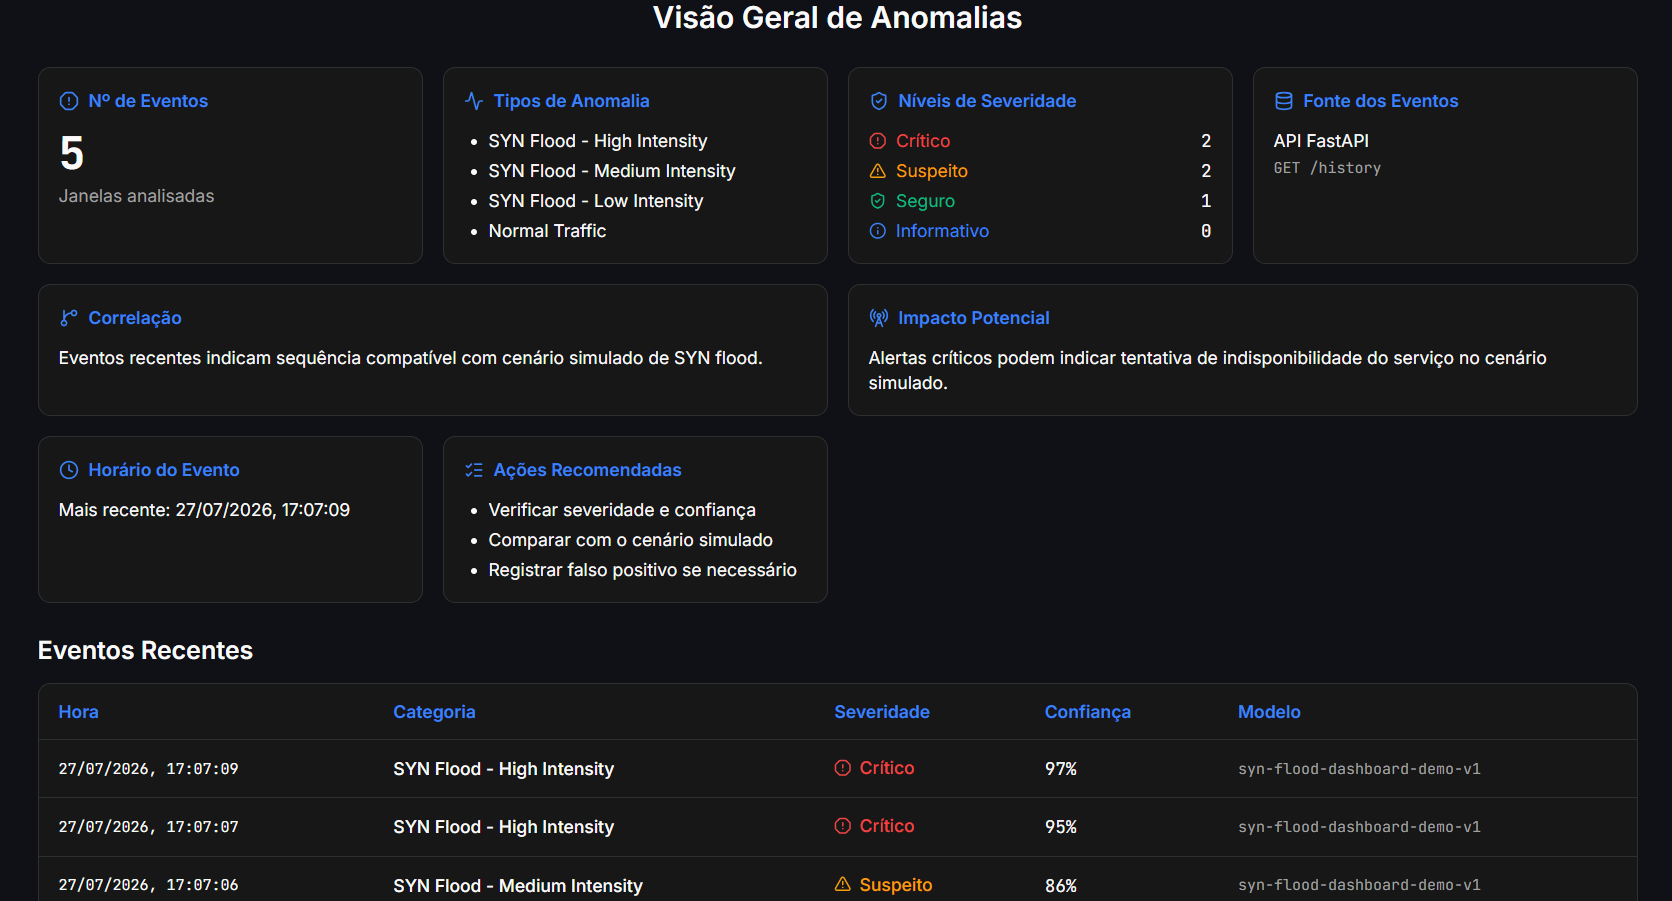 Visão Geral de Anomalias
Nº de Eventos
5
Janelas analisadas
Tipos de Anomalia
SYN Flood - High Intensity
SYN Flood - Medium Intensity
SYN Flood - Low Intensity
Normal Traffic
Níveis de Severidade
Crítico 2
Suspeito 2
Seguro 1
Informativo 0
Fonte dos Eventos
API FastAPI
GET /history
Correlação
Eventos recentes indicam sequência compatível com cenário simulado de SYN flood.
Impacto Potencial
Alertas críticos podem indicar tentativa de indisponibilidade do serviço no cenário
simulado.
Horário do Evento
Mais recente: 27/07/2026, 17:07:09
Ações Recomendadas
Verificar severidade e confiança
Comparar com o cenário simulado
Registrar falso positivo se necessário
Eventos Recentes
Hora Categoria Severidade Confiança Modelo
27/07/2026, 17:07:09 SYN Flood - High Intensity Crítico 97% syn-flood-dashboard-demo-v1
27/07/2026, 17:07:07 SYN Flood - High Intensity Crítico 95% syn-flood-dashboard-demo-v1
27/07/2026, 17:07:06 SYN Flood - Medium Intensity Suspeito 86% syn-flood-dashboard-demo-v1